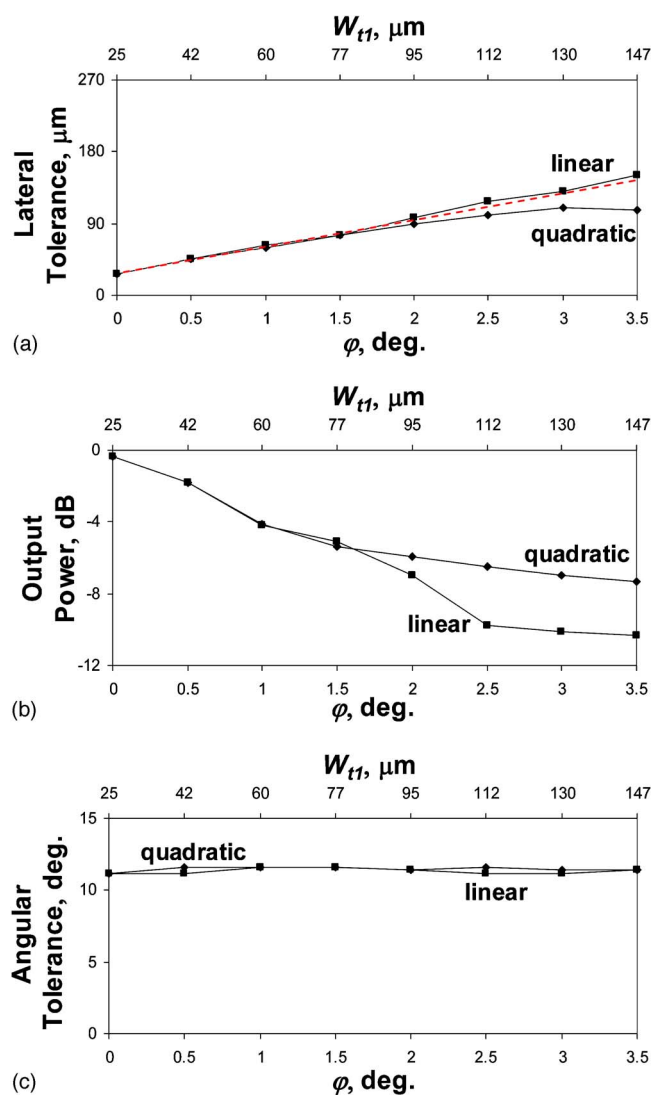 W_t1, μm
25 42 60 77 95 112 130 147
270
180
90
0
Lateral
Tolerance, μm
linear
quadratic
0 0.5 1 1.5 2 2.5 3 3.5
(a)
φ, deg.
W_t1, μm
25 42 60 77 95 112 130 147
0
-4
-8
-12
Output
Power, dB
quadratic
linear
0 0.5 1 1.5 2 2.5 3 3.5
(b)
φ, deg.
W_t1, μm
25 42 60 77 95 112 130 147
15
10
5
0
Angular
Tolerance, deg.
quadratic
linear
0 0.5 1 1.5 2 2.5 3 3.5
(c)
φ, deg.